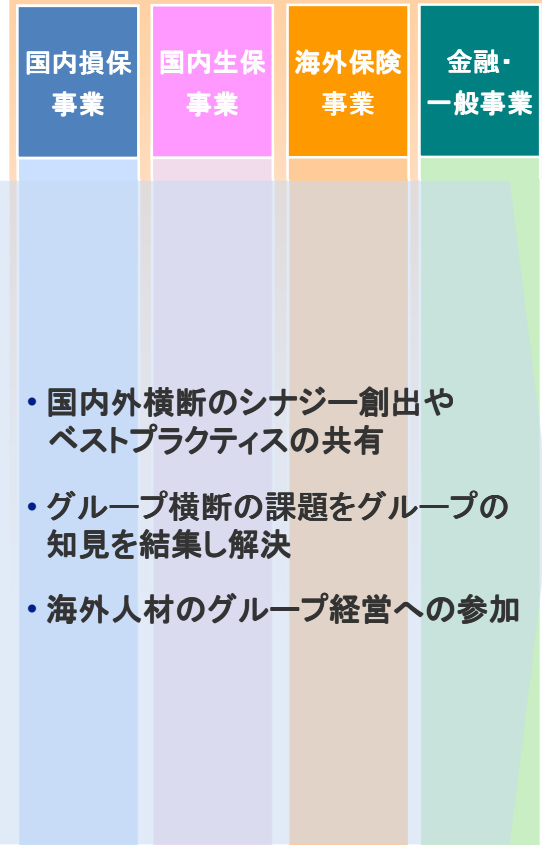 国内損保
事業
国内生保
事業
海外保険
事業
金融・
一般事業
・国内外横断のシナジー創出や
ベストプラクティスの共有
・グループ横断の課題をグループの
知見を結集し解決
・海外人材のグループ経営への参加